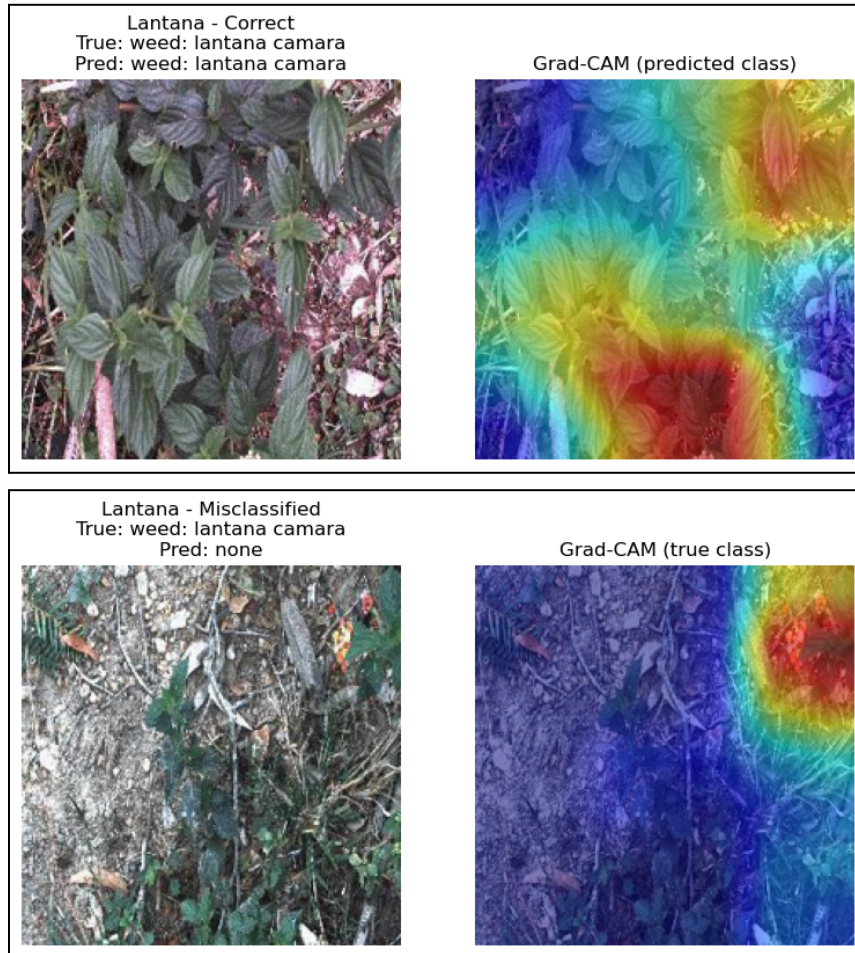 Lantana - Correct
True: weed: lantana camara
Pred: weed: lantana camara
Grad-CAM (predicted class)
Lantana - Misclassified
True: weed: lantana camara
Pred: none
Grad-CAM (true class)